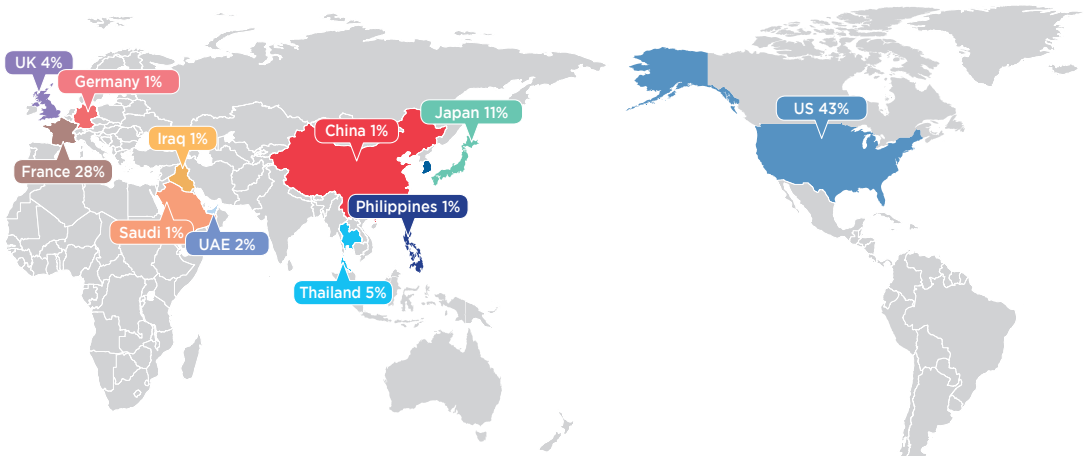 UK 4%
Germany 1%
Japan 11%
US 43%
China 1%
Iraq 1%
France 28%
Philippines 1%
Saudi 1%
UAE 2%
Thailand 5%